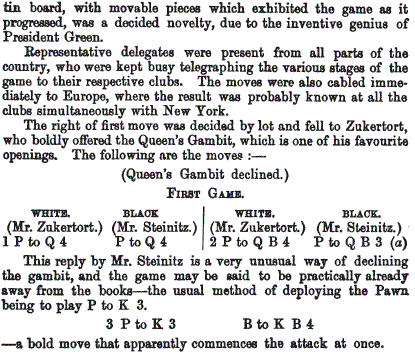 tin board, with movable pieces which exhibited the game as it
progressed, was a decided novelty, due to the inventive genius of
President Green.
Representative delegates were present from all parts of the
country, who were kept busy telegraphing the various stages of the
game to their respective clubs. The moves were also cabled imme-
diately to Europe, where the result was probably known at all the
clubs simultaneously with New York.
The right of first move was decided by lot and fell to Zukertort,
who boldly offered the Queen's Gambit, which is one of his favourite
openings. The following are the moves :—
(Queen's Gambit declined.)
FIRST GAME.
WHITE. BLACK WHITE. BLACK.
(Mr. Zukertort.) (Mr. Steinitz.) (Mr. Zukertort.) (Mr. Steinitz.)
1 P to Q 4 P to Q 4 2 P to Q B 4 P to Q B 3 (a)
This reply by Mr. Steinitz is a very unusual way of declining
the gambit, and the game may be said to be practically already
away from the books—the usual method of deploying the Pawn
being to play P to K 3.
3 P to K 3 B to K B 4
—a bold move that apparently commences the attack at once.